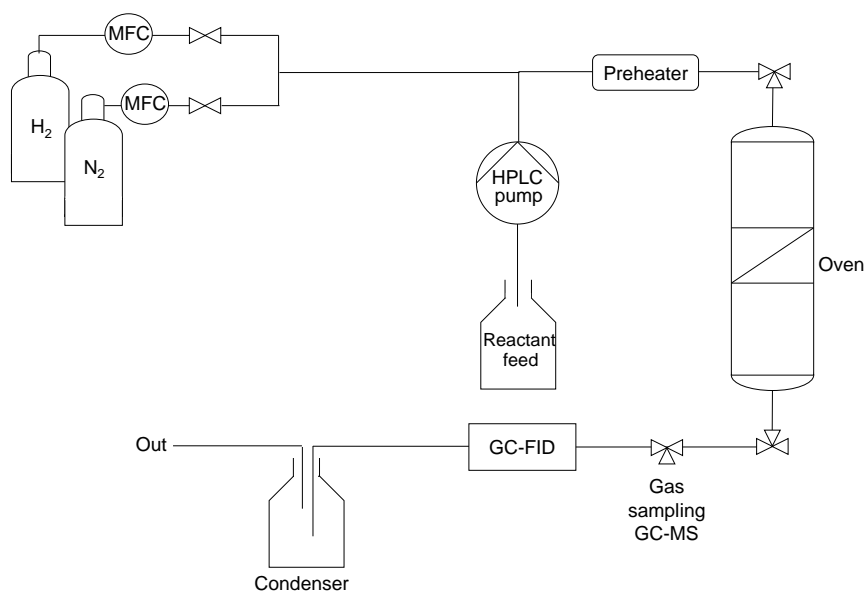 MFC
Preheater
MFC
H₂
N₂
HPLC
pump
Oven
Reactant
feed
Out
GC-FID
Gas
sampling
GC-MS
Condenser